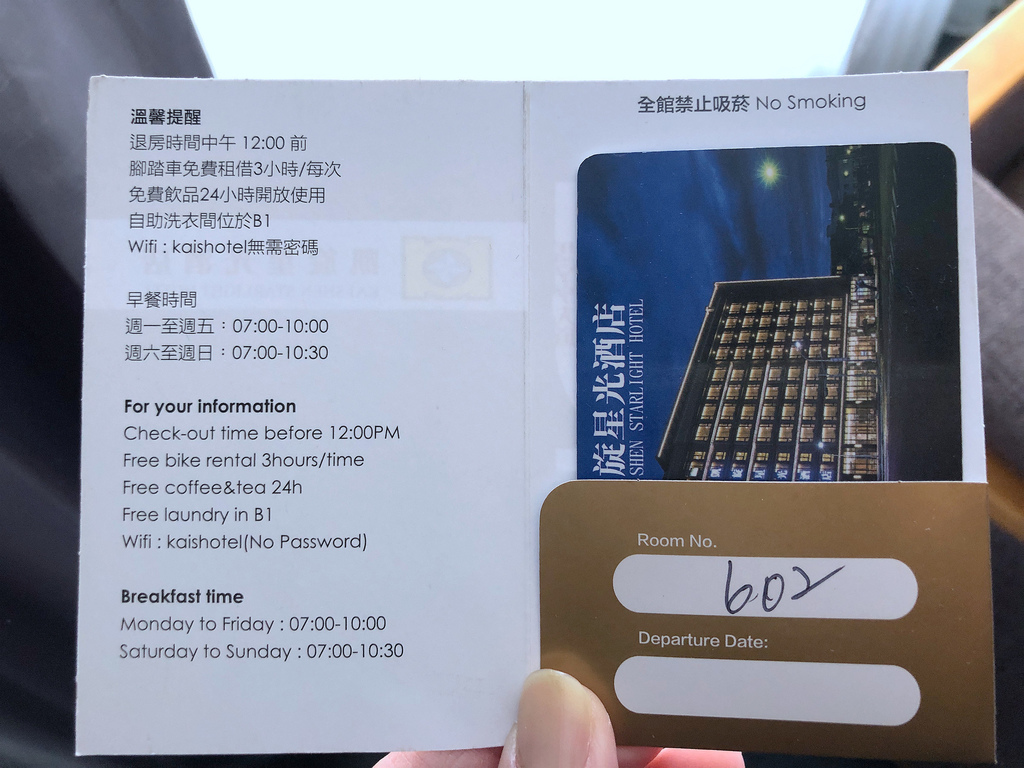 溫馨提醒
退房時間中午 12:00 前
腳踏車免費租借3小時/每次
免費飲品24小時開放使用
自助洗衣間位於B1
Wifi : kaishotel無需密碼
早餐時間
週一至週五：07:00-10:00
週六至週日：07:00-10:30
For your information
Check-out time before 12:00PM
Free bike rental 3hours/time
Free coffee&tea 24h
Free laundry in B1
Wifi : kaishotel(No Password)
Breakfast time
Monday to Friday : 07:00-10:00
Saturday to Sunday : 07:00-10:30
全館禁止吸菸 No Smoking
旋星光酒店
SHEN STARLIGHT HOTEL
Room No.
602
Departure Date: